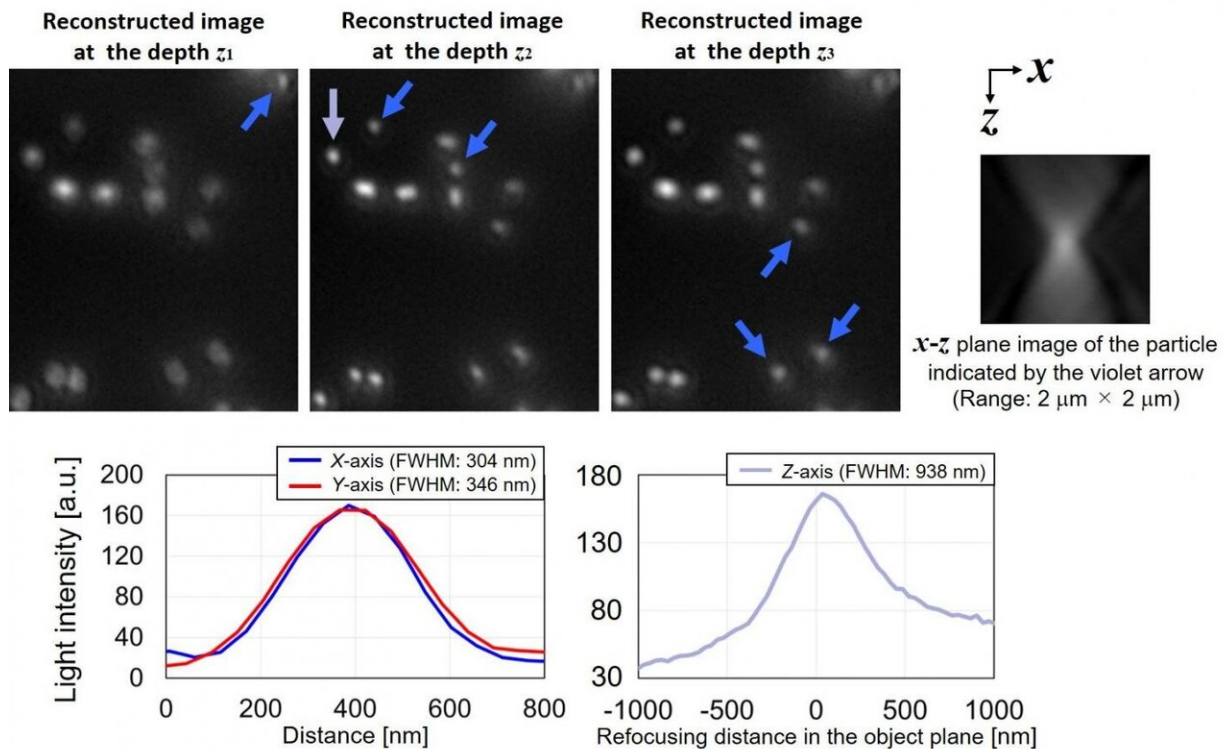 Reconstructed image
at the depth z1
Reconstructed image
at the depth z2
Reconstructed image
at the depth z3
x
z
x-z plane image of the particle
indicated by the violet arrow
(Range: 2 μm × 2 μm)
Light intensity [a.u.]
200
160
120
80
40
0
X-axis (FWHM: 304 nm)
Y-axis (FWHM: 346 nm)
0
200
400
600
800
Distance [nm]
180
130
80
30
Z-axis (FWHM: 938 nm)
-1000
-500
0
500
1000
Refocusing distance in the object plane [nm]